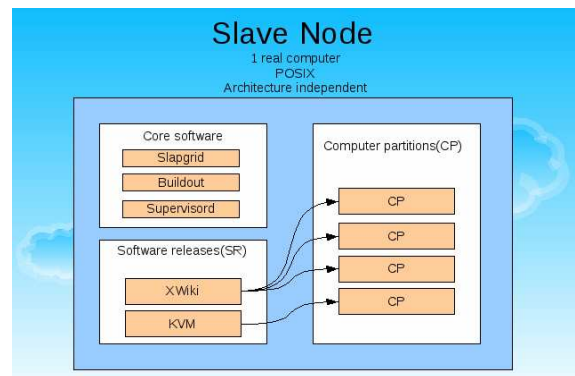 Slave Node
1 real computer
POSIX
Architecture independent
Core software
Slapgrid
Buildout
Supervisord
Software releases(SR)
XWiki
KVM
Computer partitions(CP)
CP
CP
CP
CP